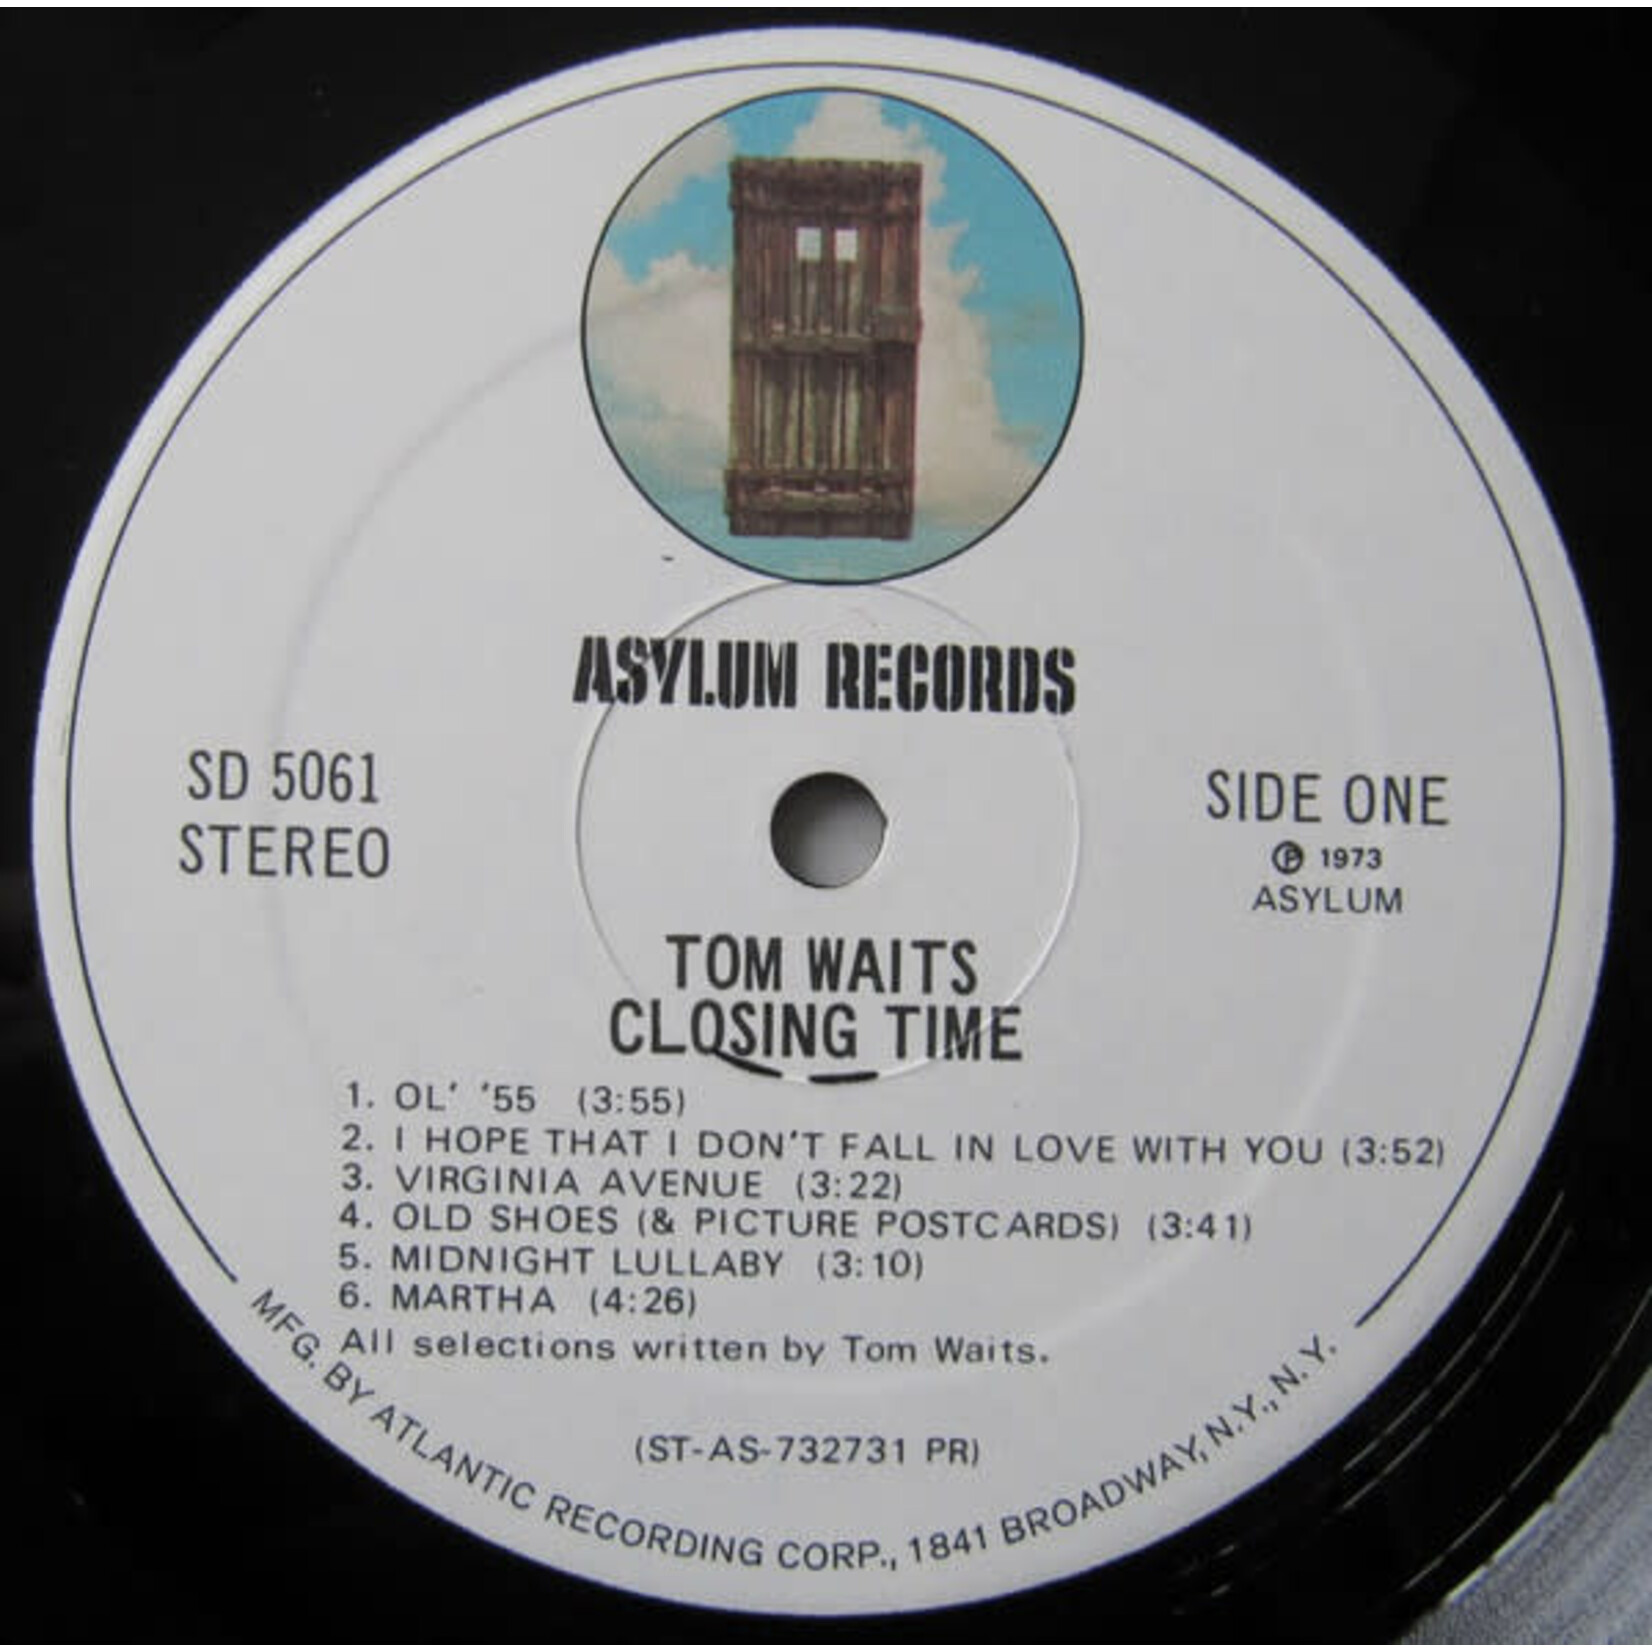 ASYLUM RECORDS
SD 5061
STEREO
SIDE ONE
Ⓟ 1973
ASYLUM
TOM WAITS
CLOSING TIME
1. OL' '55 (3:55)
2. I HOPE THAT I DON'T FALL IN LOVE WITH YOU (3:52)
3. VIRGINIA AVENUE (3:22)
4. OLD SHOES (& PICTURE POSTCARDS) (3:41)
5. MIDNIGHT LULLABY (3:10)
6. MARTHA (4:26)
All selections written by Tom Waits.
(ST-AS-732731 PR)
MFG. BY ATLANTIC RECORDING CORP., 1841 BROADWAY, N.Y., N.Y.